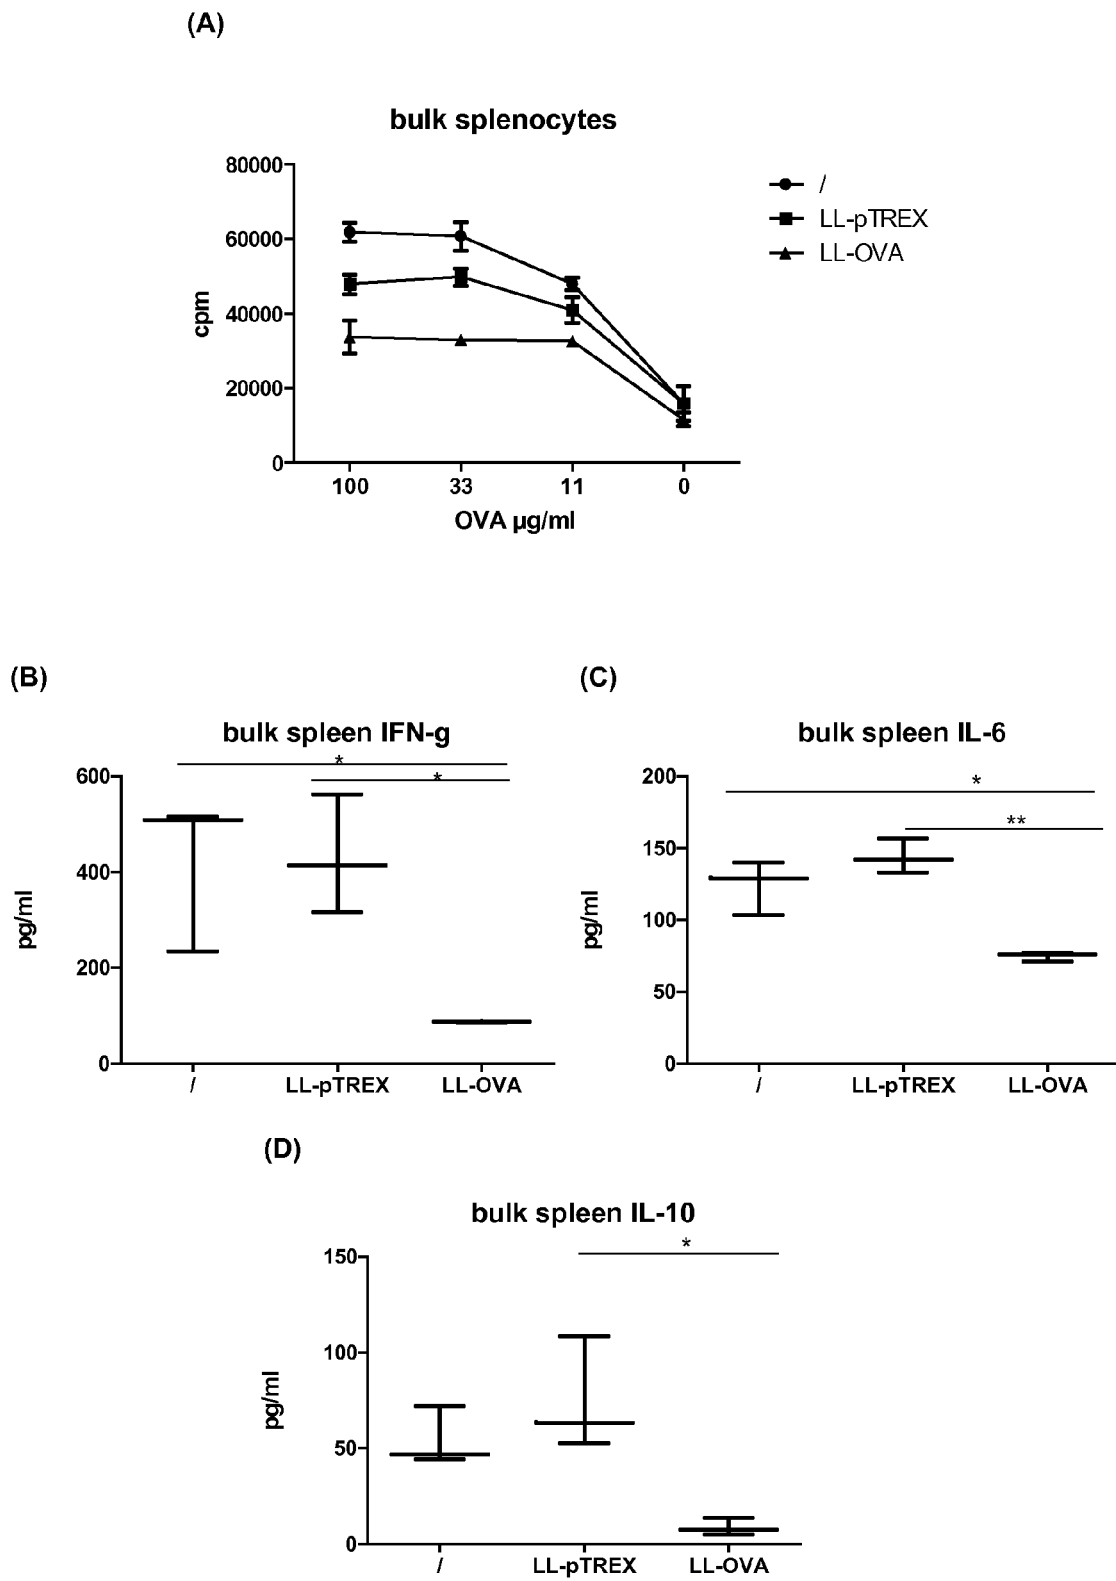 (A)
bulk splenocytes
80000
60000
40000
20000
0
cpm
100 33 11 0
OVA µg/ml
/
LL-pTREX
LL-OVA
(B)
bulk spleen IFN-g
*
*
600
400
200
0
pg/ml
/ LL-pTREX LL-OVA
(C)
bulk spleen IL-6
*
**
200
150
100
50
0
pg/ml
/ LL-pTREX LL-OVA
(D)
bulk spleen IL-10
*
150
100
50
0
pg/ml
/ LL-pTREX LL-OVA